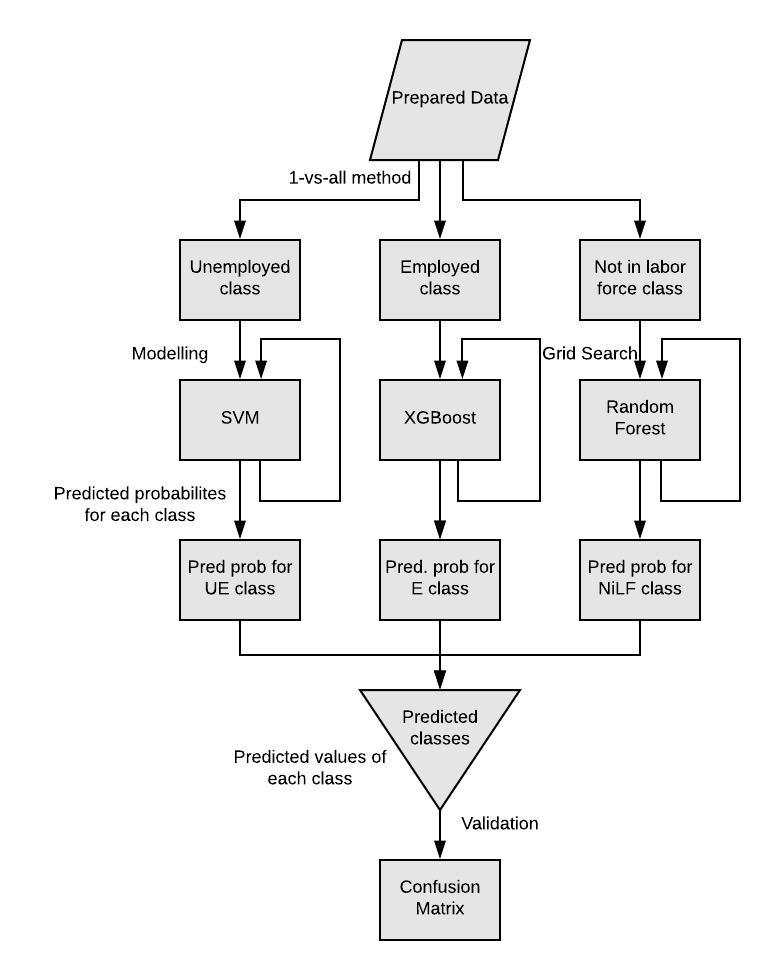 Prepared Data
1-vs-all method
Unemployed
class
Employed
class
Not in labor
force class
Modelling
Grid Search
SVM
XGBoost
Random
Forest
Predicted probabilites
for each class
Pred prob for
UE class
Pred. prob for
E class
Pred prob for
NiLF class
Predicted
classes
Predicted values of
each class
Validation
Confusion
Matrix